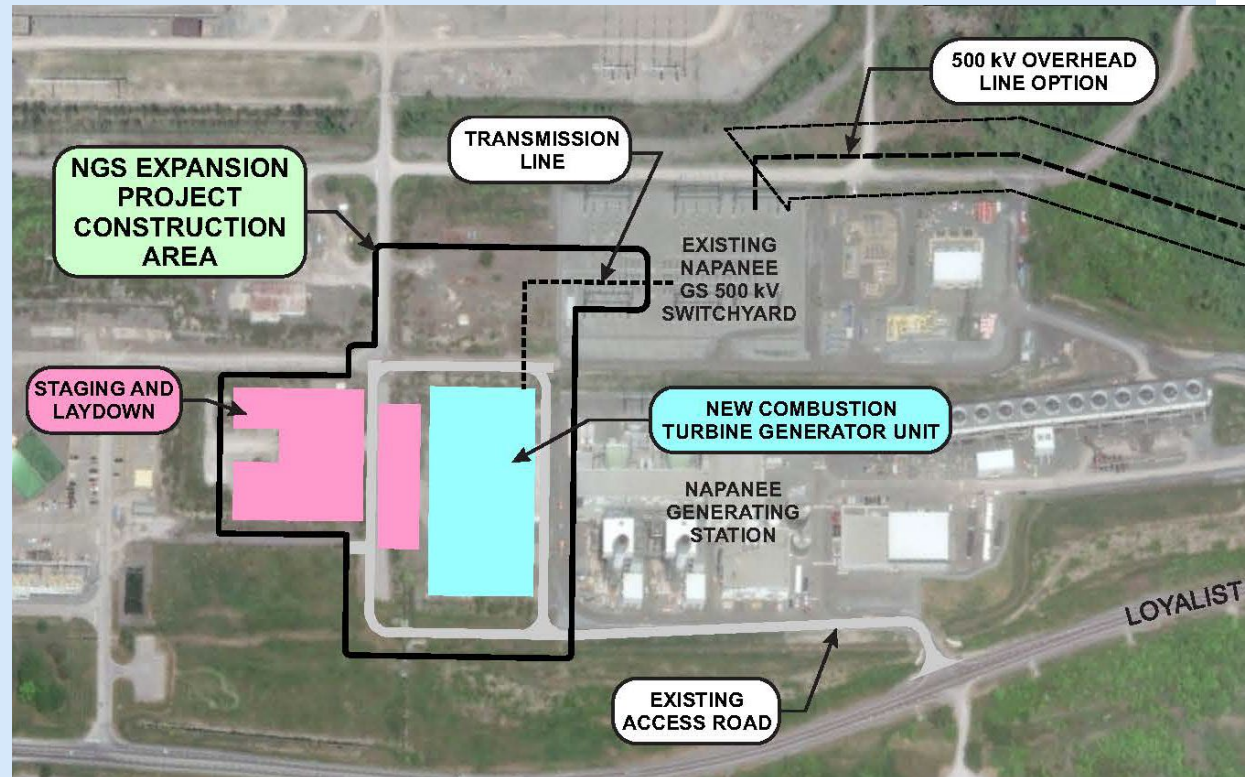 500 kV OVERHEAD
LINE OPTION
TRANSMISSION
LINE
NGS EXPANSION
PROJECT
CONSTRUCTION
AREA
EXISTING
NAPANEE
GS 500 kV
SWITCHYARD
STAGING AND
LAYDOWN
NEW COMBUSTION
TURBINE GENERATOR UNIT
NAPANEE
GENERATING
STATION
LOYALIST
EXISTING
ACCESS ROAD